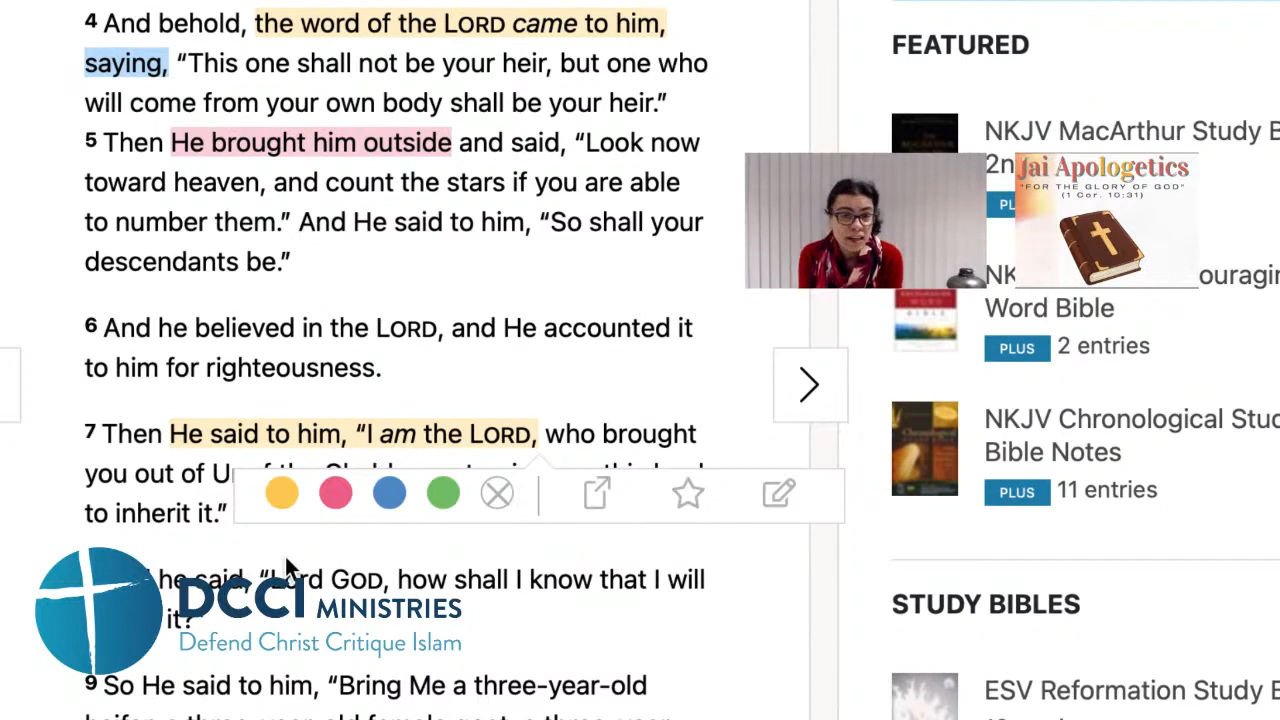 4 And behold, the word of the LORD came to him,
saying, “This one shall not be your heir, but one who
will come from your own body shall be your heir.”
5 Then He brought him outside and said, “Look now
toward heaven, and count the stars if you are able
to number them.” And He said to him, “So shall your
descendants be.”
6 And he believed in the LORD, and He accounted it
to him for righteousness.
7 Then He said to him, “I am the LORD, who brought
you out of
to inherit it.”
he said, “Lord GOD, how shall I know that I will
it?”
9 So He said to him, “Bring Me a three-year-old
DCCI MINISTRIES
Defend Christ Critique Islam
FEATURED
NKJV MacArthur Study B
2n
PLUS
Jai Apologetics
"FOR THE GLORY OF GOD"
(1 Cor. 10:31)
NK
ouragin
Word Bible
PLUS 2 entries
NKJV Chronological Stu
Bible Notes
PLUS 11 entries
STUDY BIBLES
ESV Reformation Study B